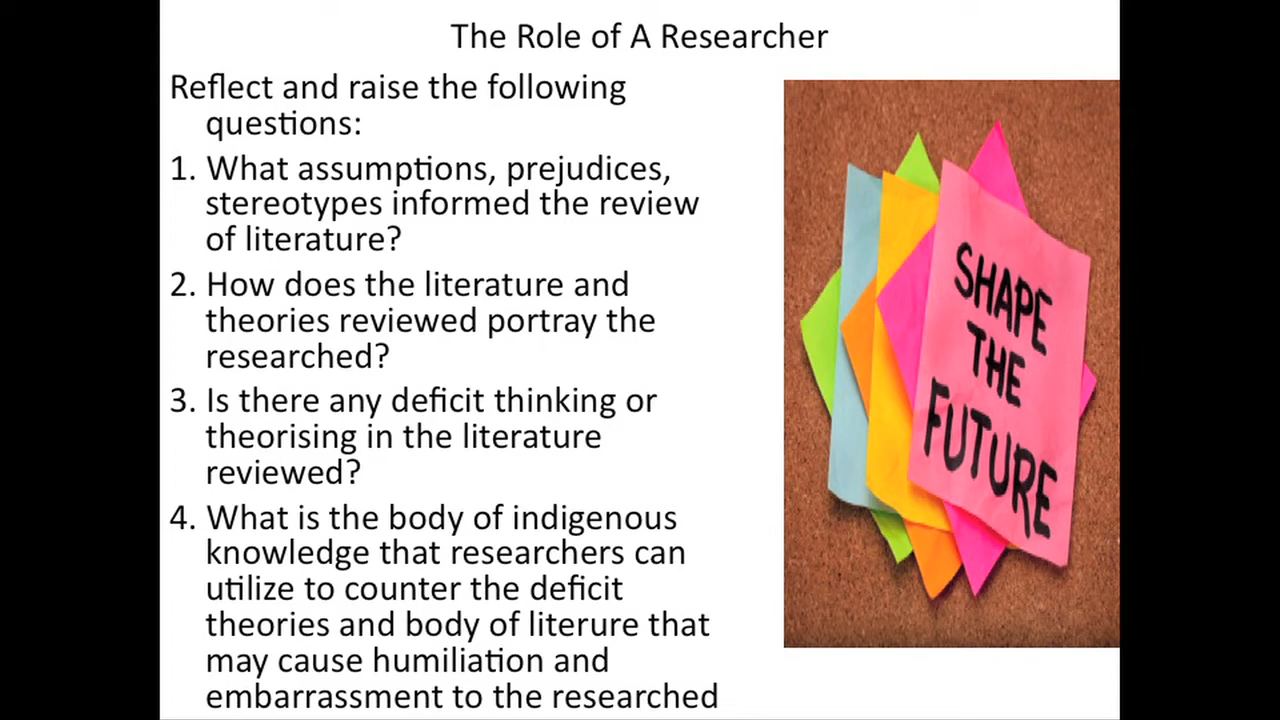 The Role of A Researcher
Reflect and raise the following
questions:
1. What assumptions, prejudices,
stereotypes informed the review
of literature?
2. How does the literature and
theories reviewed portray the
researched?
3. Is there any deficit thinking or
theorising in the literature
reviewed?
4. What is the body of indigenous
knowledge that researchers can
utilize to counter the deficit
theories and body of literure that
may cause humiliation and
embarrassment to the researched
SHAPE
THE
FUTURE